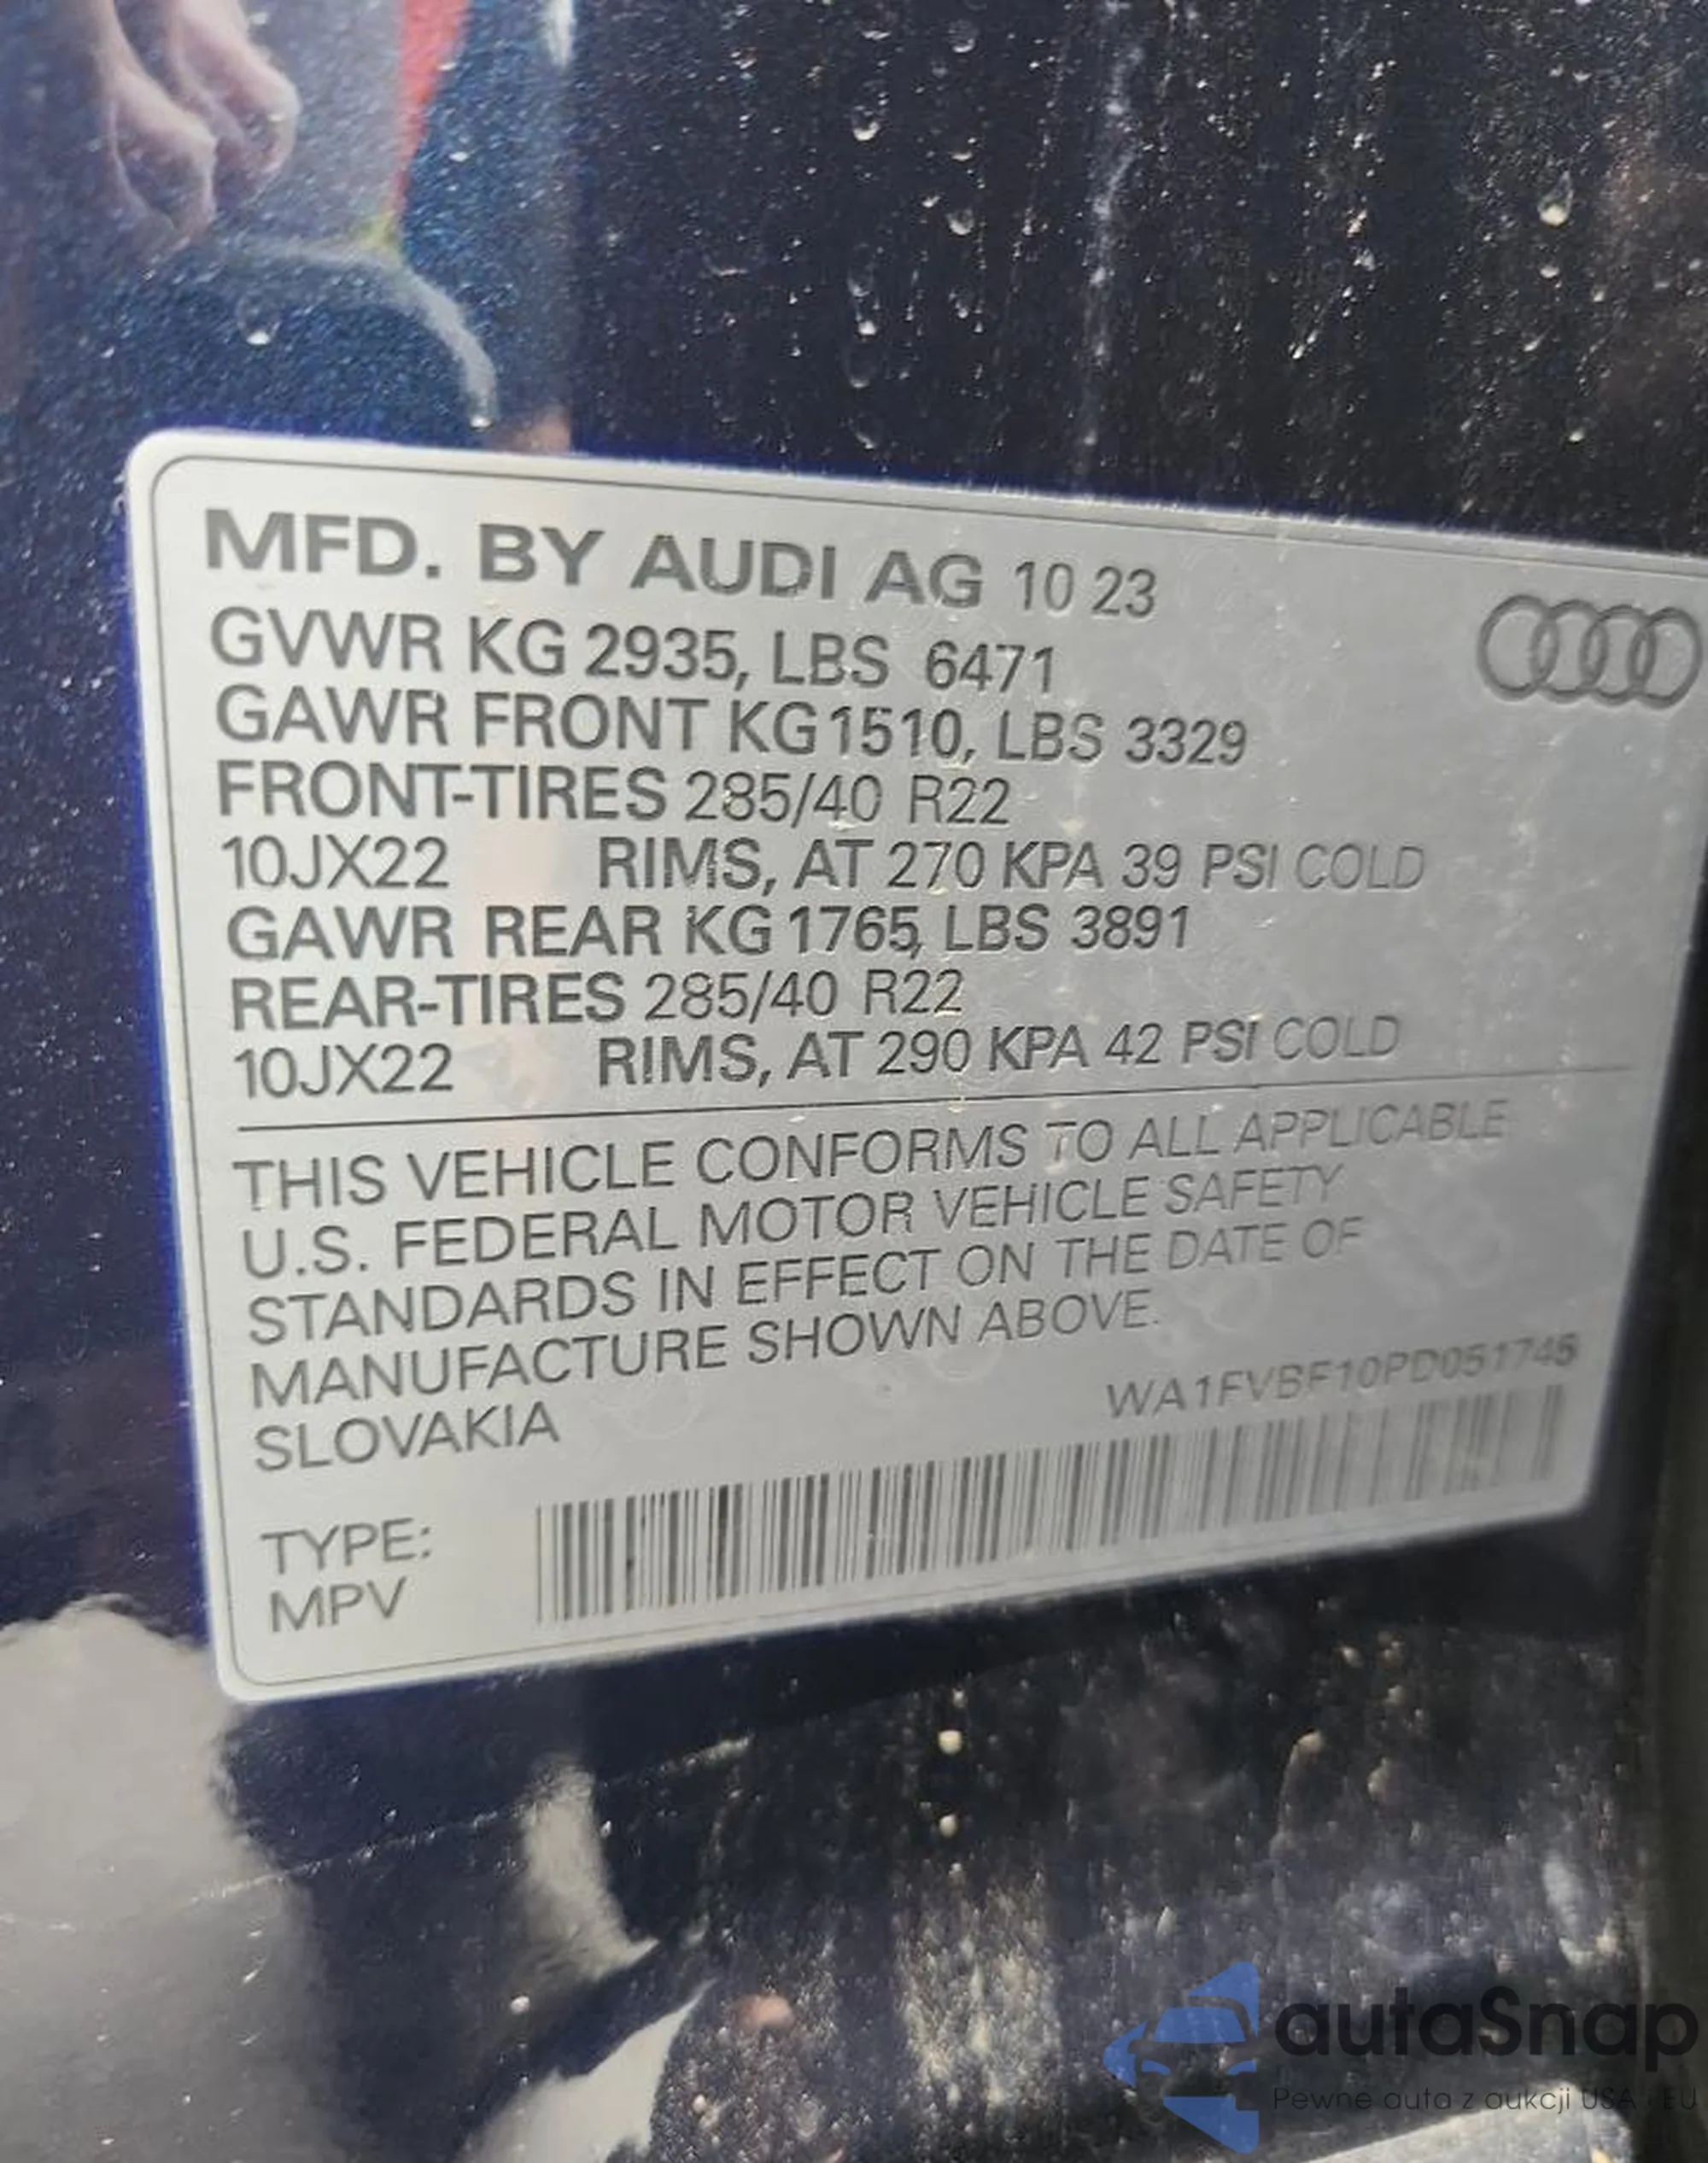 MFD. BY AUDI AG 10 23
GVWR KG 2935, LBS 6471
GAWR FRONT KG 1510, LBS 3329
FRONT-TIRES 285/40 R22
10JX22 RIMS, AT 270 KPA 39 PSI COLD
GAWR REAR KG 1765, LBS 3891
REAR-TIRES 285/40 R22
10JX22 RIMS, AT 290 KPA 42 PSI COLD
THIS VEHICLE CONFORMS TO ALL APPLICABLE
U.S. FEDERAL MOTOR VEHICLE SAFETY
STANDARDS IN EFFECT ON THE DATE OF
MANUFACTURE SHOWN ABOVE.
SLOVAKIA
WA1FVBF10PD051745
TYPE:
MPV
autaSnap
Pewne auta z aukcji USA i EU